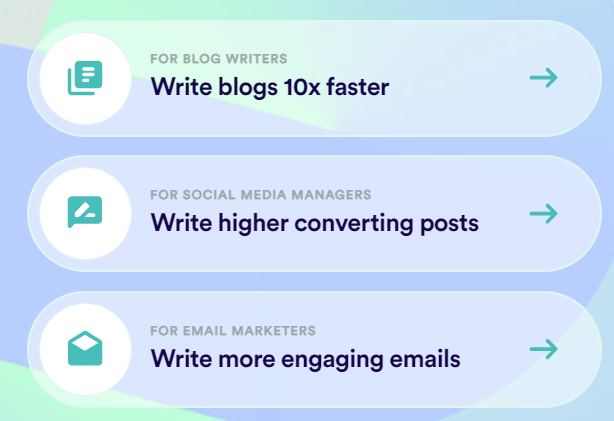 FOR BLOG WRITERS
Write blogs 10x faster
FOR SOCIAL MEDIA MANAGERS
Write higher converting posts
FOR EMAIL MARKETERS
Write more engaging emails